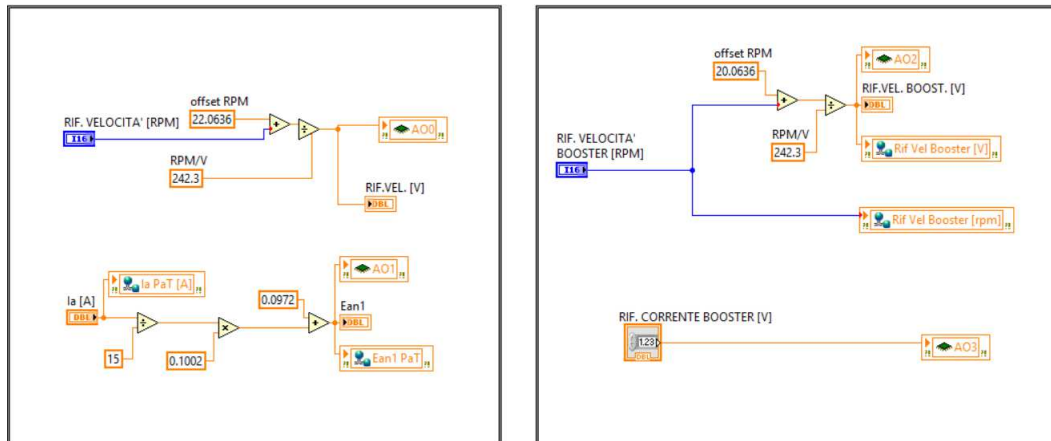 offset RPM
22.0636
RIF. VELOCITA' [RPM]
I16
+
÷
AO0
RPM/V
242.3
RIF.VEL. [V]
DBL
Ia PaT [A]
AO1
Ia [A]
DBL
0.0972
Ean1
÷
x
+
DBL
15
0.1002
Ean1 PaT
offset RPM
20.0636
AO2
RIF.VEL. BOOST. [V]
+
÷
DBL
RPM/V
242.3
RIF. VELOCITA'
BOOSTER [RPM]
Rif Vel Booster [V]
I16
Rif Vel Booster [rpm]
RIF. CORRENTE BOOSTER [V]
1.23
DBL
AO3